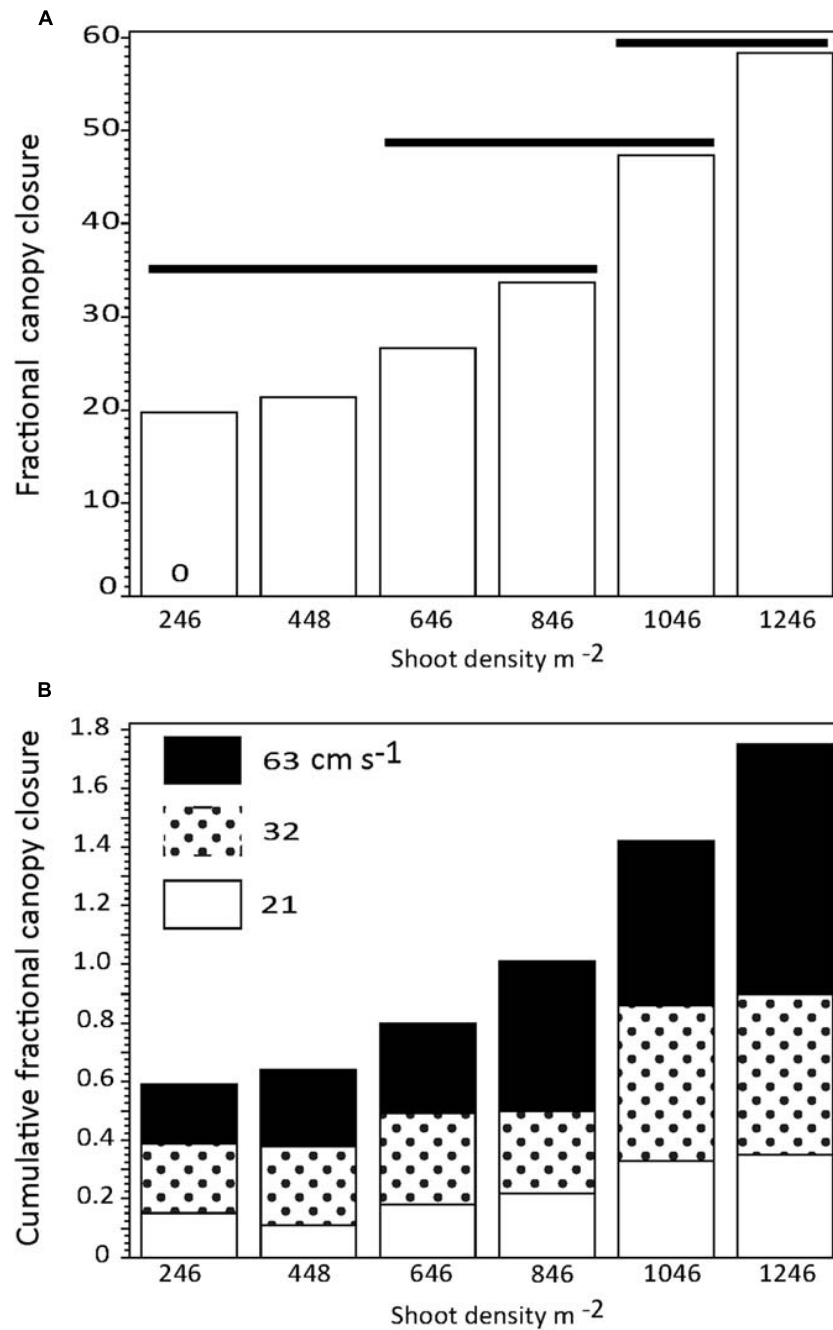 A
Fractional canopy closure
60
50
40
30
20
10
0
0
246 448 646 846 1046 1246
Shoot density m -2
B
Cumulative fractional canopy closure
1.8
1.6
1.4
1.2
1.0
0.8
0.6
0.4
0.2
0
63 cm s-1
32
21
246 448 646 846 1046 1246
Shoot density m -2